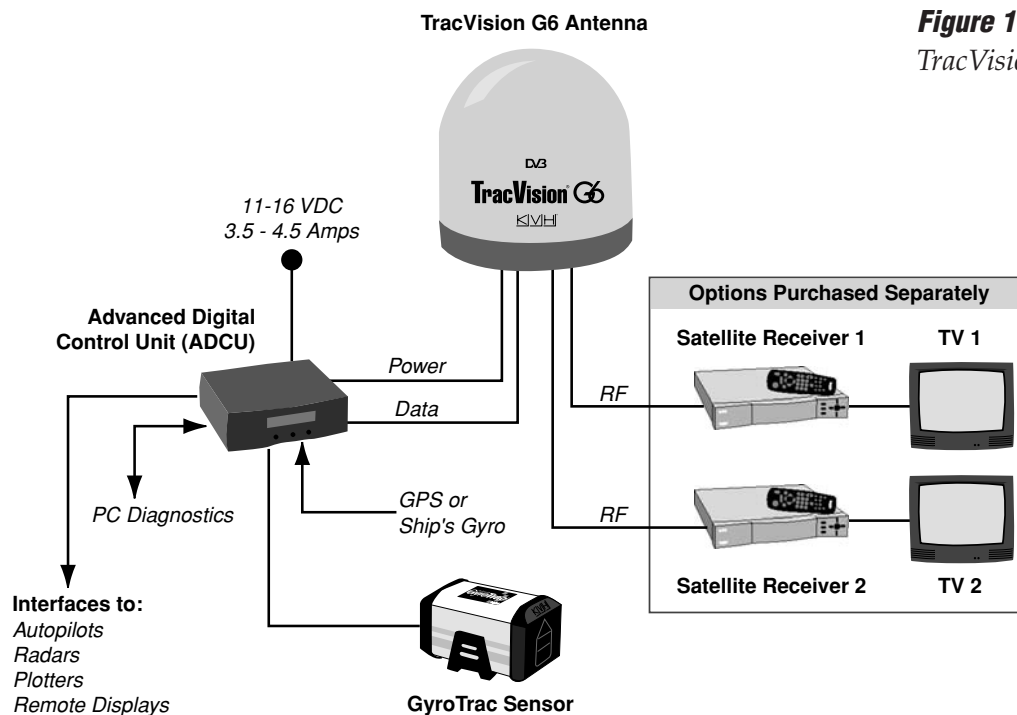 TracVision G6 Antenna
Figure 1
DVB
TracVision G6
KVH
11-16 VDC
3.5 - 4.5 Amps
Options Purchased Separately
Advanced Digital
Control Unit (ADCU)
Satellite Receiver 1
TV 1
Power
RF
Data
PC Diagnostics
GPS or
Ship's Gyro
RF
Satellite Receiver 2
TV 2
Interfaces to:
Autopilots
Radars
Plotters
Remote Displays
KVH
GyroTrac Sensor